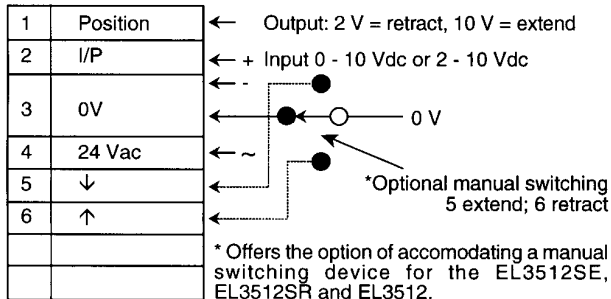 1 Position ← Output: 2 V = retract, 10 V = extend
2 I/P ← + Input 0 - 10 Vdc or 2 - 10 Vdc
← -
3 0V ← 0 V
4 24 Vac ← ~
5 ↓
6 ↑
*Optional manual switching
5 extend; 6 retract
* Offers the option of accomodating a manual
switching device for the EL3512SE,
EL3512SR and EL3512.